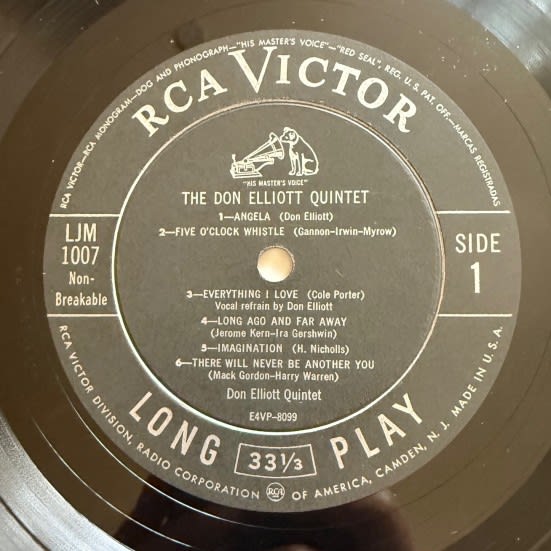 RCA VICTOR—RCA MONOGRAM—DOG AND PHONOGRAPH—"HIS MASTER'S VOICE"—"RED SEAL", REG. U. S. PAT. OFF.—MARCAS REGISTRADAS
RCA VICTOR
"HIS MASTER'S VOICE"
THE DON ELLIOTT QUINTET
1—ANGELA (Don Elliott)
2—FIVE O'CLOCK WHISTLE (Gannon-Irwin-Myrow)
LJM
1007
Non-
Breakable
SIDE
1
3—EVERYTHING I LOVE (Cole Porter)
Vocal refrain by Don Elliott
4—LONG AGO AND FAR AWAY
(Jerome Kern-Ira Gershwin)
5—IMAGINATION (H. Nicholls)
6—THERE WILL NEVER BE ANOTHER YOU
(Mack Gordon-Harry Warren)
Don Elliott Quintet
E4VP-8099
LONG 33 1/3 PLAY
RCA VICTOR DIVISION, RADIO CORPORATION RCA OF AMERICA, CAMDEN, N. J. MADE IN U. S. A.